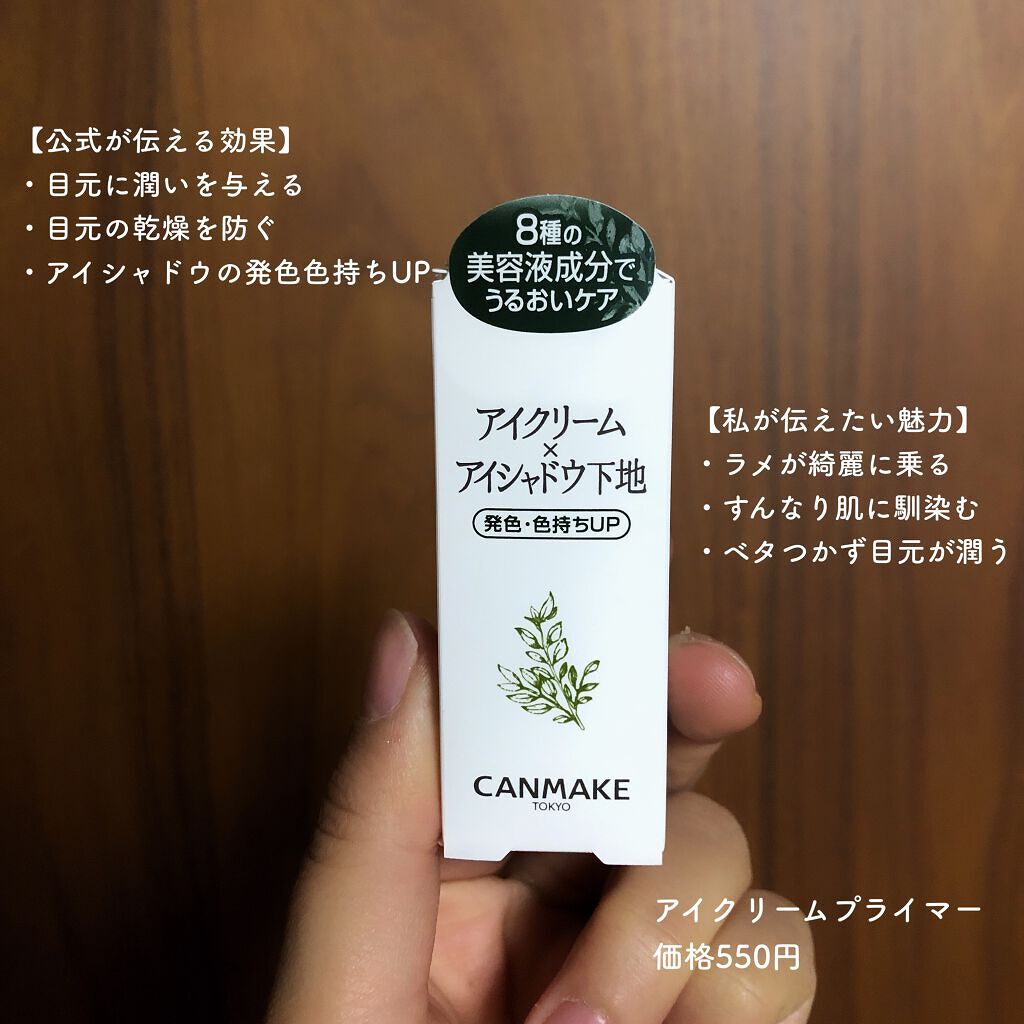 【公式が伝える効果】
・目元に潤いを与える
・目元の乾燥を防ぐ
・アイシャドウの発色色持ちUP
8種の
美容液成分で
うるおいケア
アイクリーム
×
アイシャドウ下地
発色・色持ちUP
CANMAKE
TOKYO
【私が伝えたい魅力】
・ラメが綺麗に乗る
・すんなり肌に馴染む
・ベタつかず目元が潤う
アイクリームプライマー
価格550円